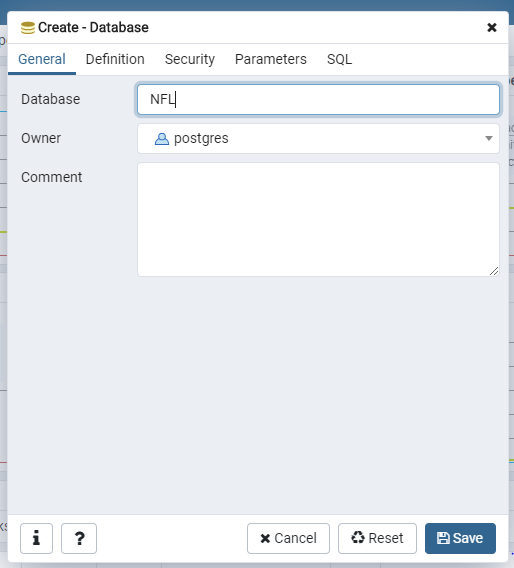 Create - Database
General Definition Security Parameters SQL
Database NFL
Owner postgres
Comment
i ? Cancel Reset Save